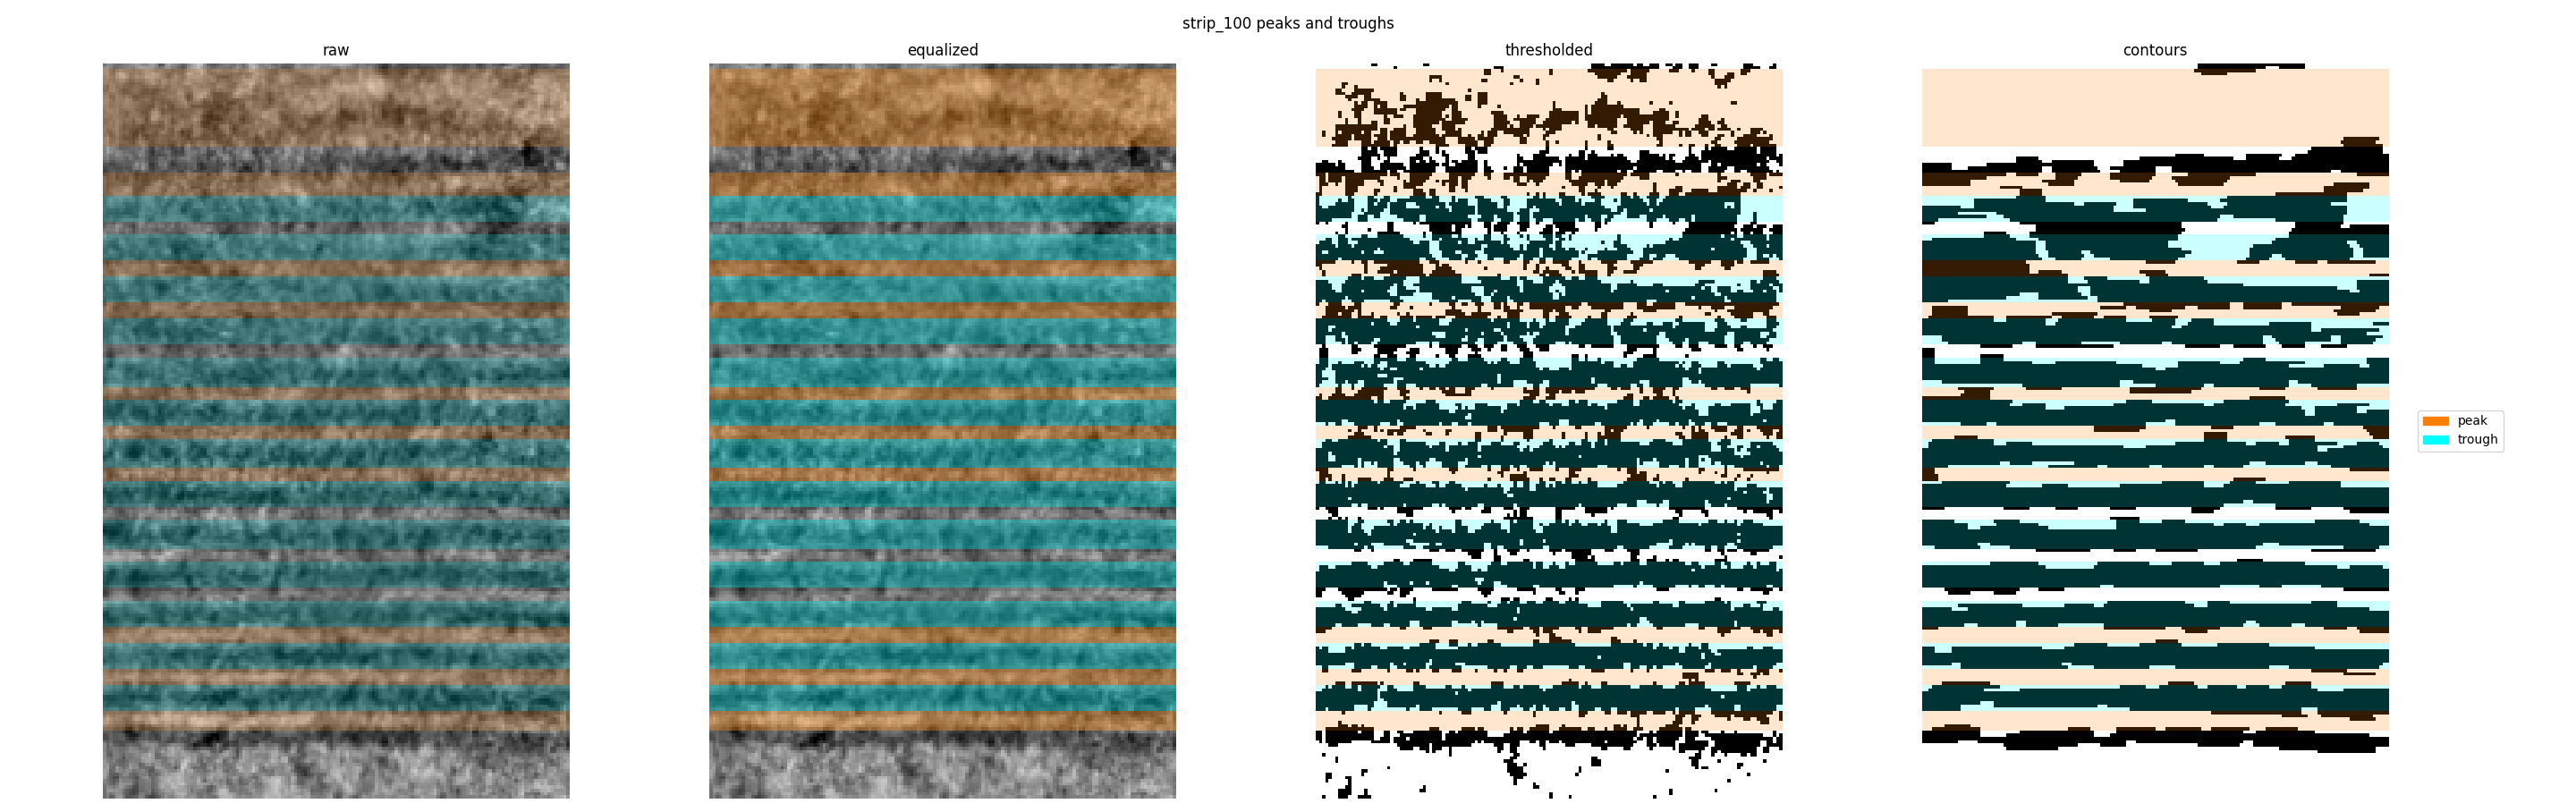 strip_100 peaks and troughs
raw
equalized
thresholded
contours
peak
trough